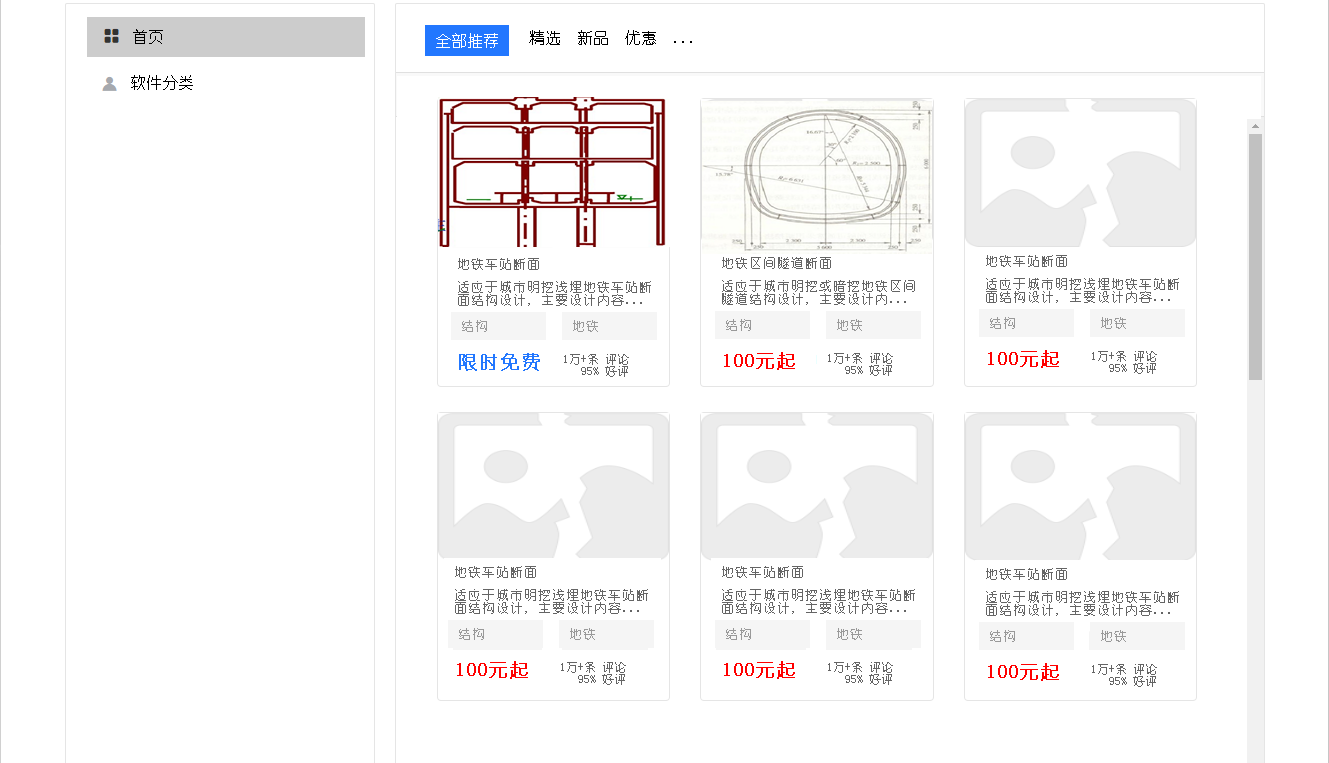 首页
软件分类
全部推荐 精选 新品 优惠 ...
地铁车站断面
适应于城市明挖浅埋地铁车站断
面结构设计，主要设计内容...
结构 地铁
限时免费 1万+条 评论
95% 好评
地铁区间隧道断面
适应于城市明挖或暗挖地铁区间
隧道结构设计，主要设计内...
结构 地铁
100元起 1万+条 评论
95% 好评
地铁车站断面
适应于城市明挖浅埋地铁车站断
面结构设计，主要设计内容...
结构 地铁
100元起 1万+条 评论
95% 好评
地铁车站断面
适应于城市明挖浅埋地铁车站断
面结构设计，主要设计内容...
结构 地铁
100元起 1万+条 评论
95% 好评
地铁车站断面
适应于城市明挖浅埋地铁车站断
面结构设计，主要设计内容...
结构 地铁
100元起 1万+条 评论
95% 好评
地铁车站断面
适应于城市明挖浅埋地铁车站断
面结构设计，主要设计内容...
结构 地铁
100元起 1万+条 评论
95% 好评